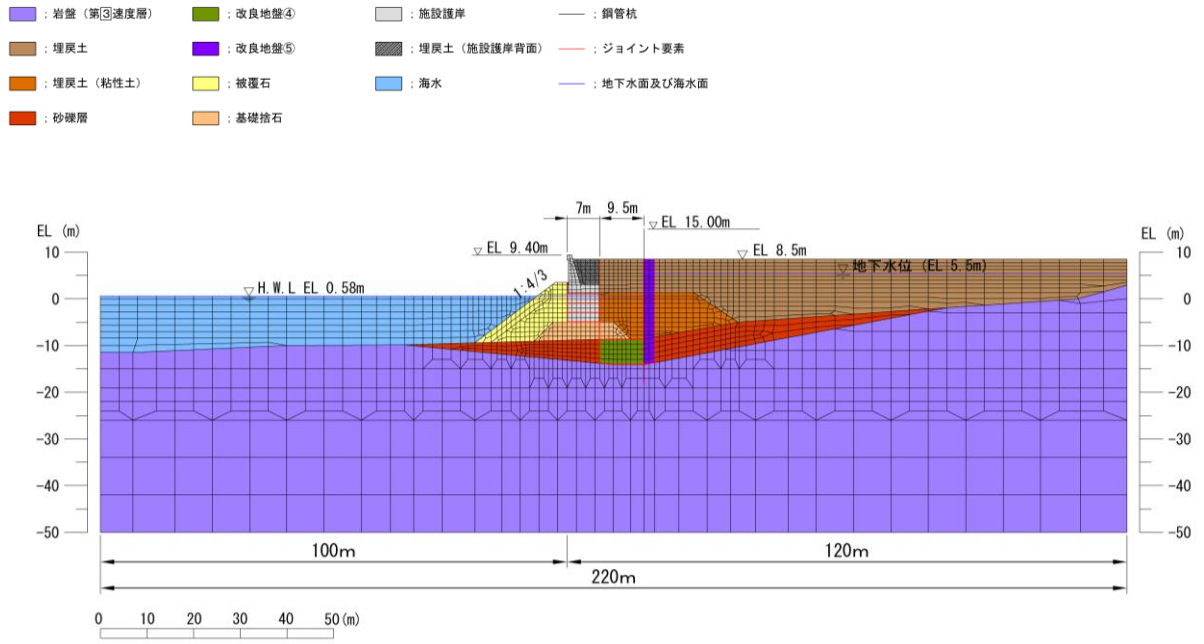 ；岩盤（第③速度層） ；改良地盤④ ；施設護岸 ；鋼管杭
；埋戻土 ；改良地盤⑤ ；埋戻土（施設護岸背面） ；ジョイント要素
；埋戻土（粘性土） ；被覆石 ；海水 ；地下水面及び海水面
；砂礫層 ；基礎捨石
7m 9.5m
EL 15.00m
EL (m) EL 9.40m EL 8.5m EL (m)
10 地下水位 (EL 5.5m) 10
H.W.L EL 0.58m 1:4/3
0 0
-10 -10
-20 -20
-30 -30
-40 -40
-50 -50
100m 120m
220m
0 10 20 30 40 50(m)